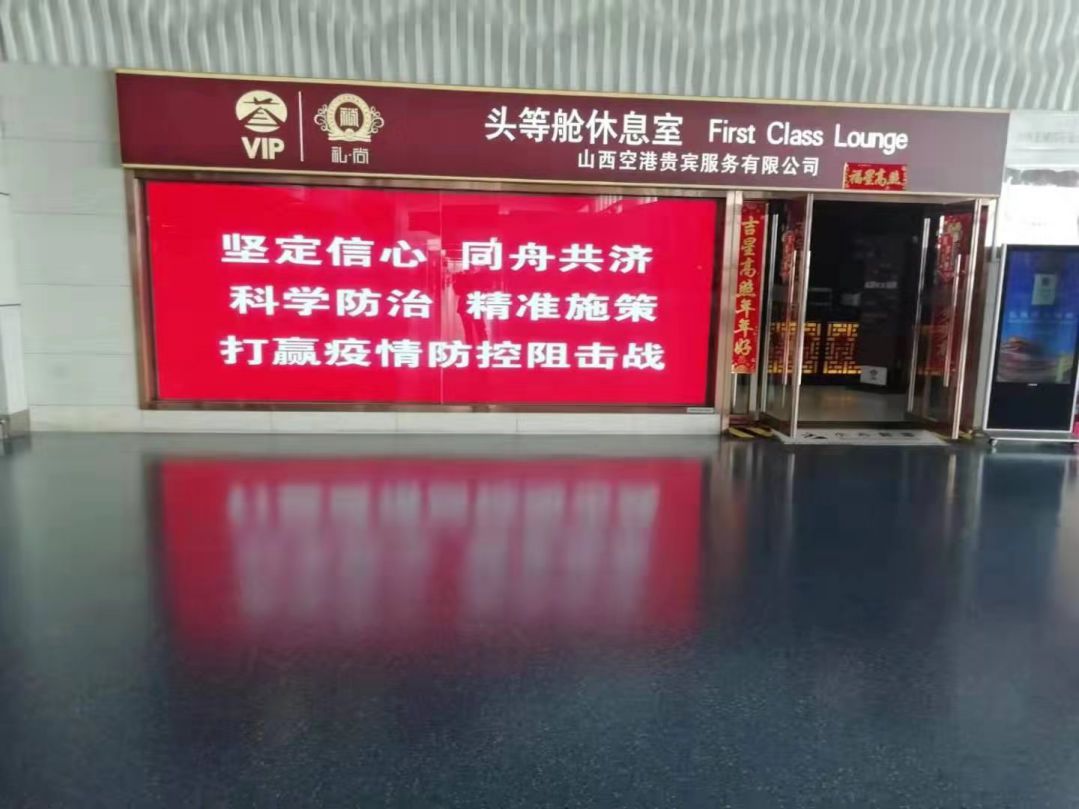 VIP
礼·尚
头等舱休息室 First Class Lounge
山西空港贵宾服务有限公司
福星高照
坚定信心 同舟共济
科学防治 精准施策
打赢疫情防控阻击战
吉星高照年年好